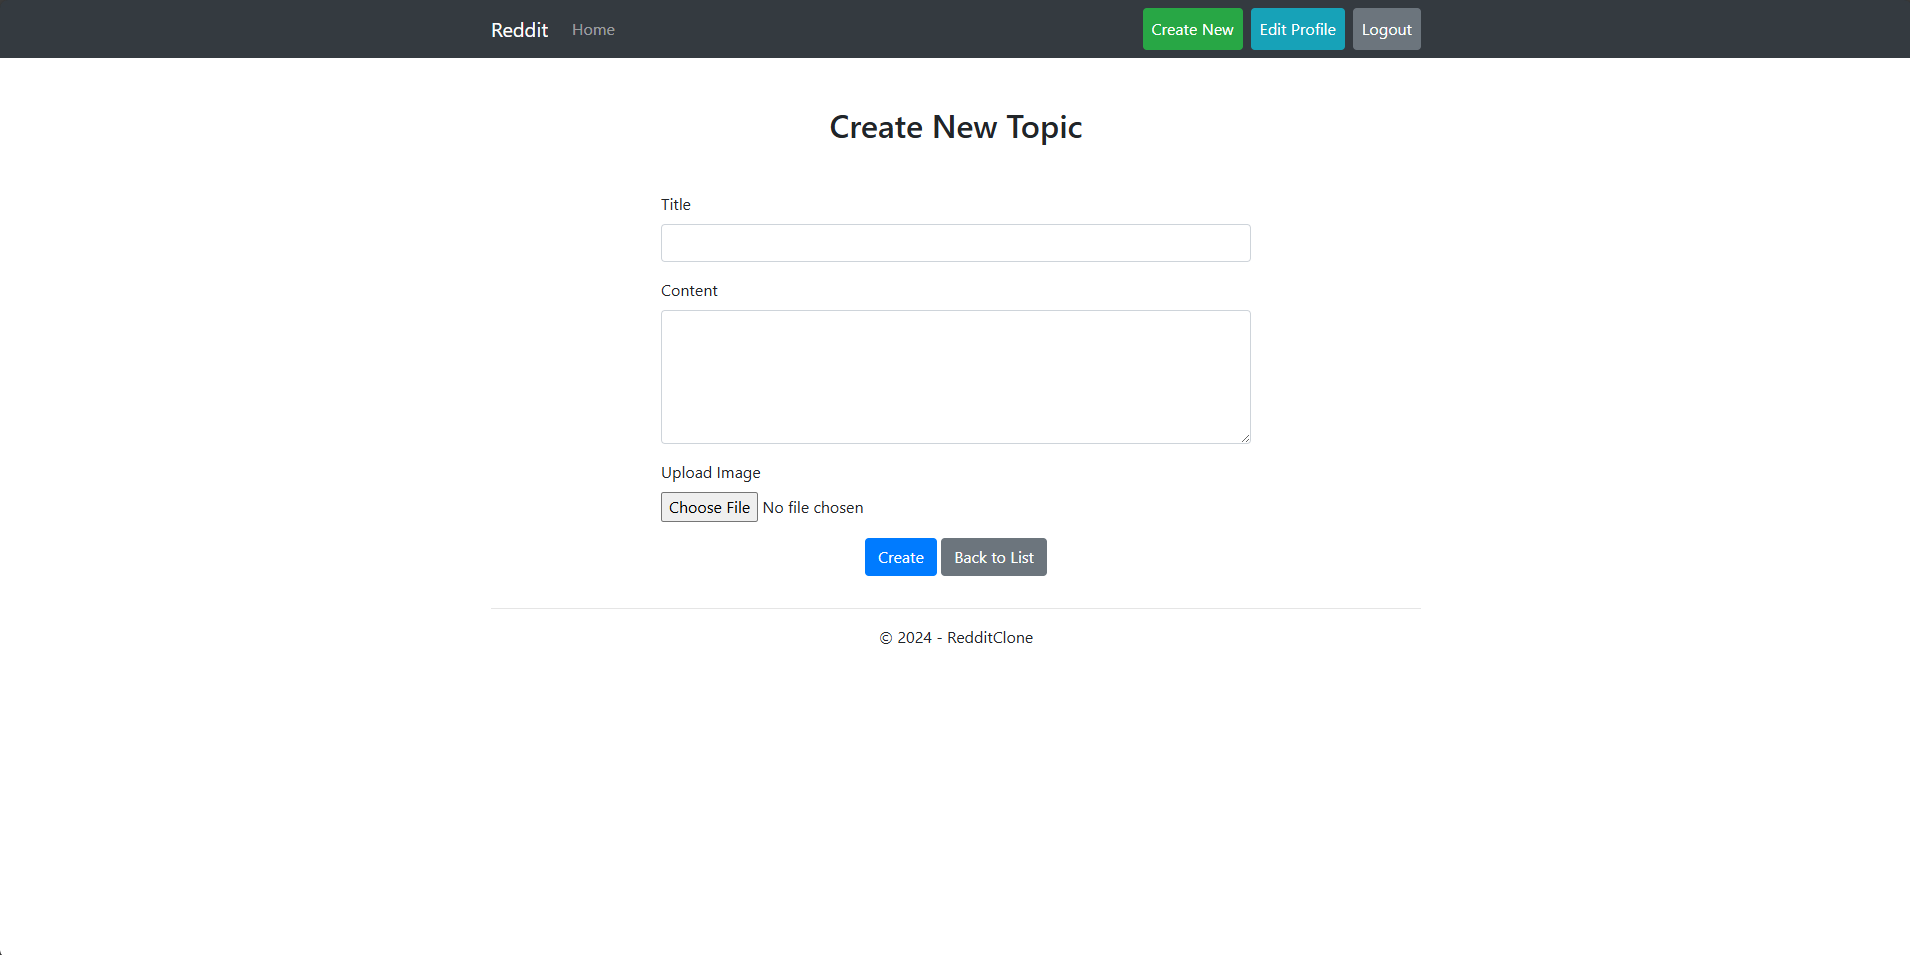 Reddit Home Create New Edit Profile Logout
Create New Topic
Title
Content
Upload Image
Choose File No file chosen
Create Back to List
© 2024 - RedditClone